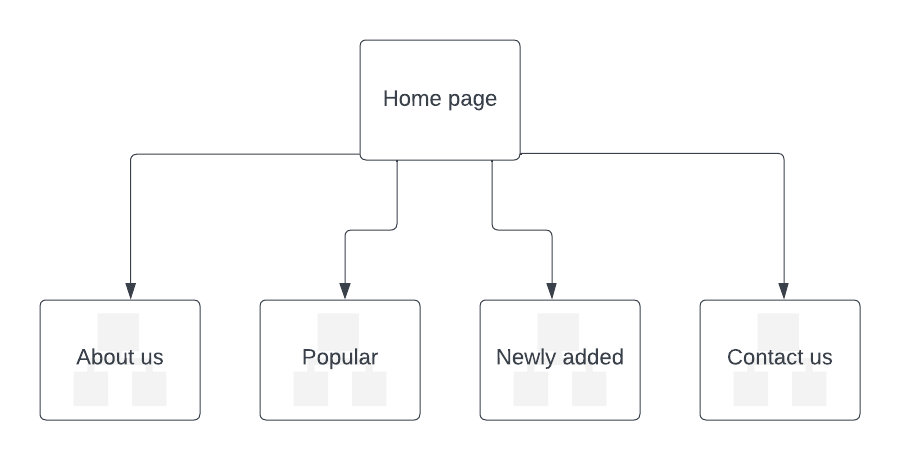 Home page
About us
Popular
Newly added
Contact us